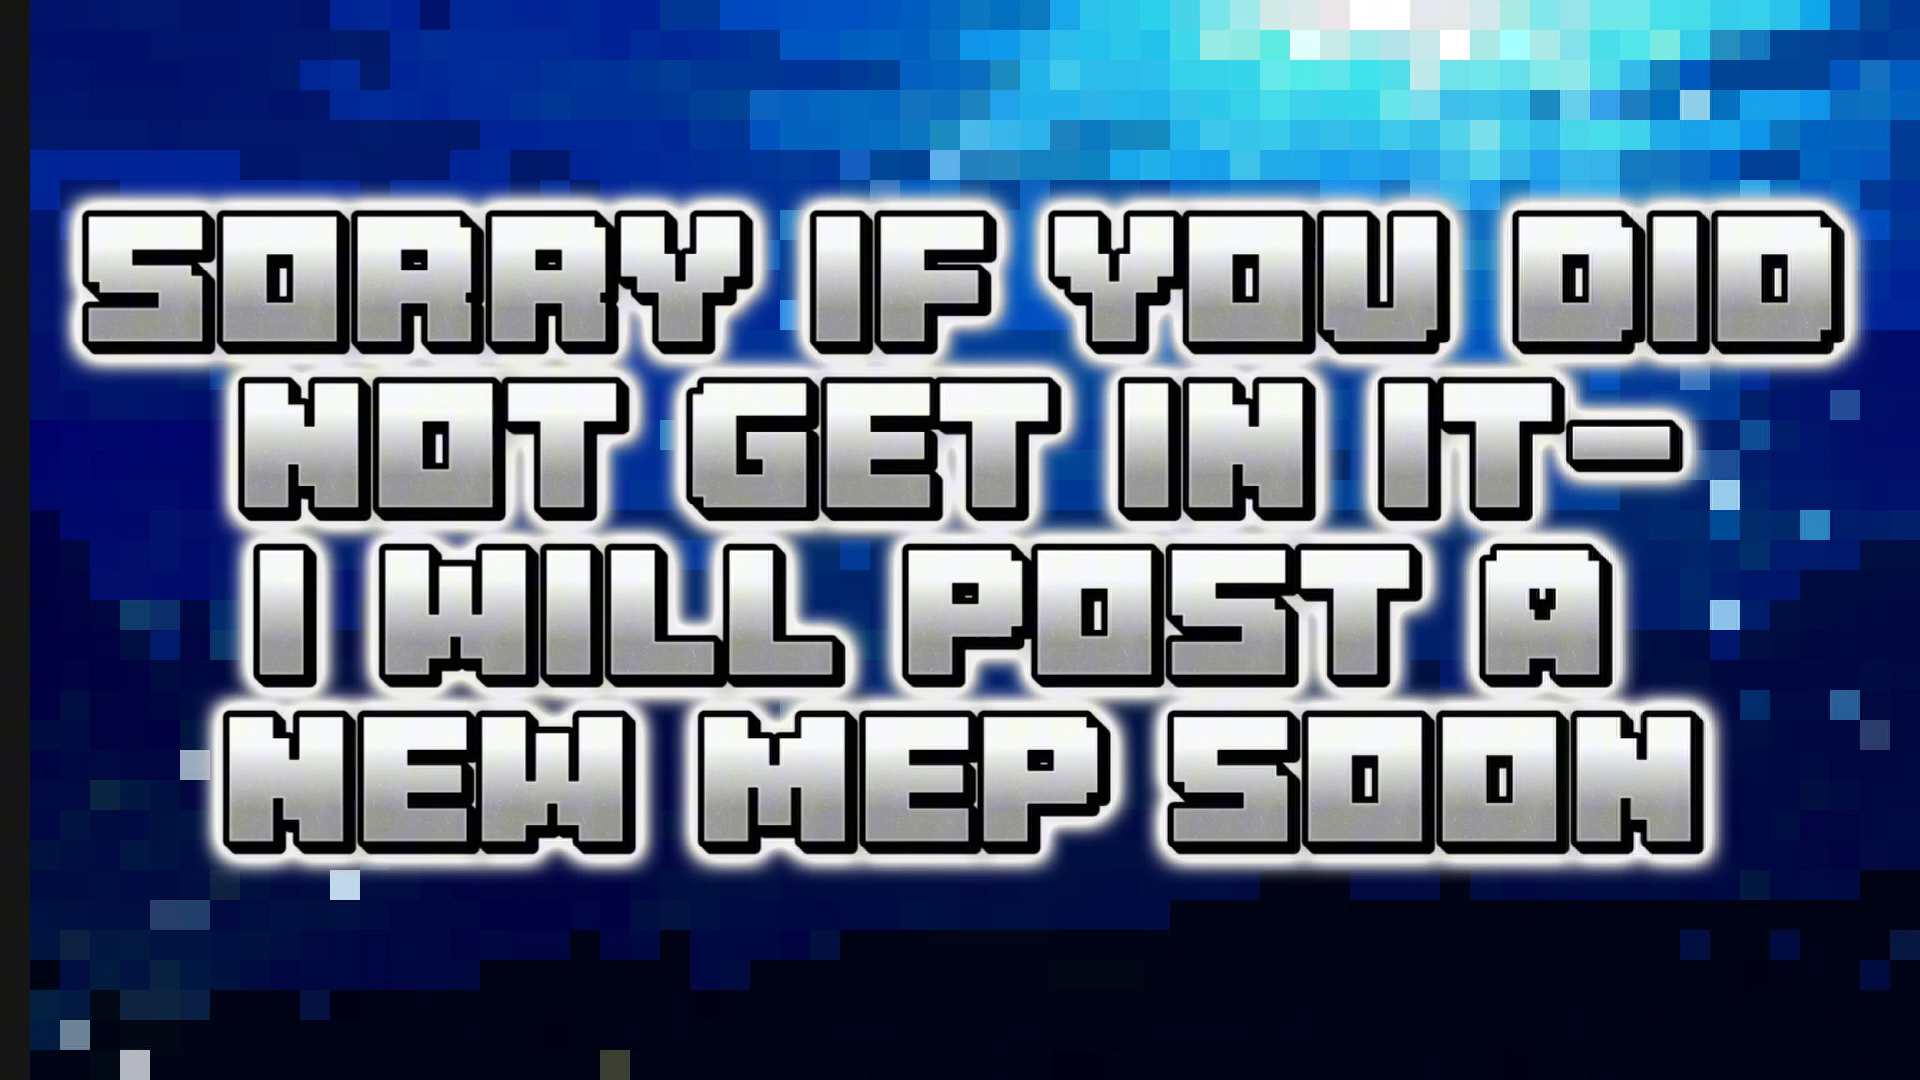 SORRY IF YOU DID
NOT GET IN IT-
I WILL POST A
NEW MEP SOON